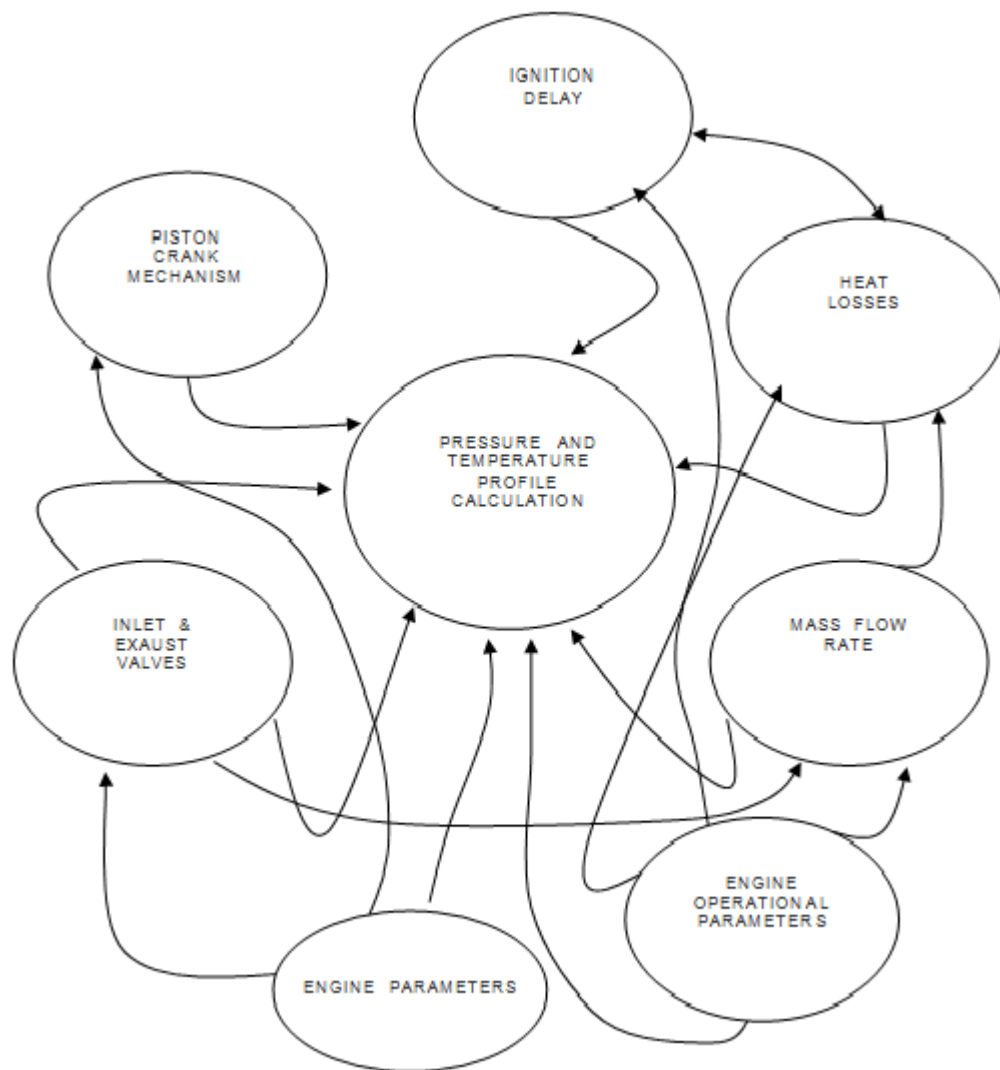 IGNITION
DELAY
PISTON
CRANK
MECHANISM
HEAT
LOSSES
PRESSURE AND
TEMPERATURE
PROFILE
CALCULATION
INLET &
EXAUST
VALVES
MASS FLOW
RATE
ENGINE
OPERATIONAL
PARAMETERS
ENGINE PARAMETERS